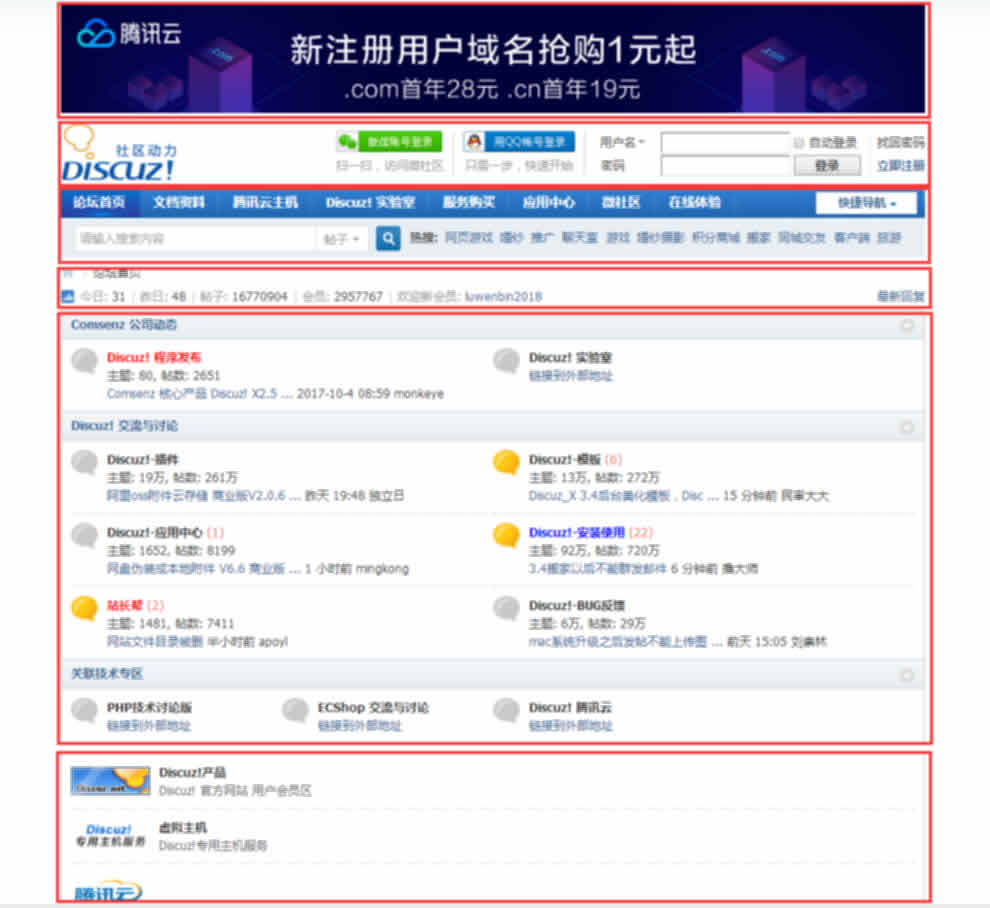 腾讯云
新注册用户域名抢购1元起
.com首年28元 .cn首年19元
社区动力
DISCUZ!
微信账号登录 用QQ帐号登录 用户名 自动登录 找回密码
扫一扫，访问微社区 只需一步，快速开始 密码 登录 立即注册
论坛首页 文档资料 腾讯云主机 Discuz! 实验室 服务购买 应用中心 微社区 在线体验 快捷导航
请输入搜索内容 帖子 热搜: 网页游戏 婚纱 推广 聊天室 游戏 婚纱摄影 积分商城 搬家 同城交友 客户端 旅游
论坛首页
今日: 31 | 昨日: 48 | 帖子: 16770904 | 会员: 2957767 | 欢迎新会员: luwenbin2018 最新回复
Comsenz 公司动态
Discuz! 程序发布 Discuz! 实验室
主题: 80, 帖数: 2651 链接到外部地址
Comsenz 核心产品 Discuz! X2.5 ... 2017-10-4 08:59 monkeye
Discuz! 交流与讨论
Discuz!-插件 Discuz!-模板 (6)
主题: 19万, 帖数: 261万 主题: 13万, 帖数: 272万
阿里oss附件云存储 商业版V2.0.6 ... 昨天 19:48 独立日 Discuz_X 3.4后台美化模板 , Disc ... 15 分钟前 民审大大
Discuz!-应用中心 (1) Discuz!-安装使用 (22)
主题: 1652, 帖数: 8199 主题: 92万, 帖数: 720万
网盘伪装成本地附件 V6.6 商业版 ... 1 小时前 mingkong 3.4搬家以后不能群发邮件 6 分钟前 撸大师
站长帮 (2) Discuz!-BUG反馈
主题: 1481, 帖数: 7411 主题: 6万, 帖数: 29万
网站文件目录被删 半小时前 apoyl mac系统升级之后发帖不能上传图 ... 前天 15:05 刘林
关联技术专区
PHP技术讨论版 ECShop 交流与讨论 Discuz! 腾讯云
链接到外部地址 链接到外部地址 链接到外部地址
Discuz!产品
Discuz! 官方网站 用户会员区
Discuz! 虚拟主机
专用主机服务 Discuz!专用主机服务
腾讯云